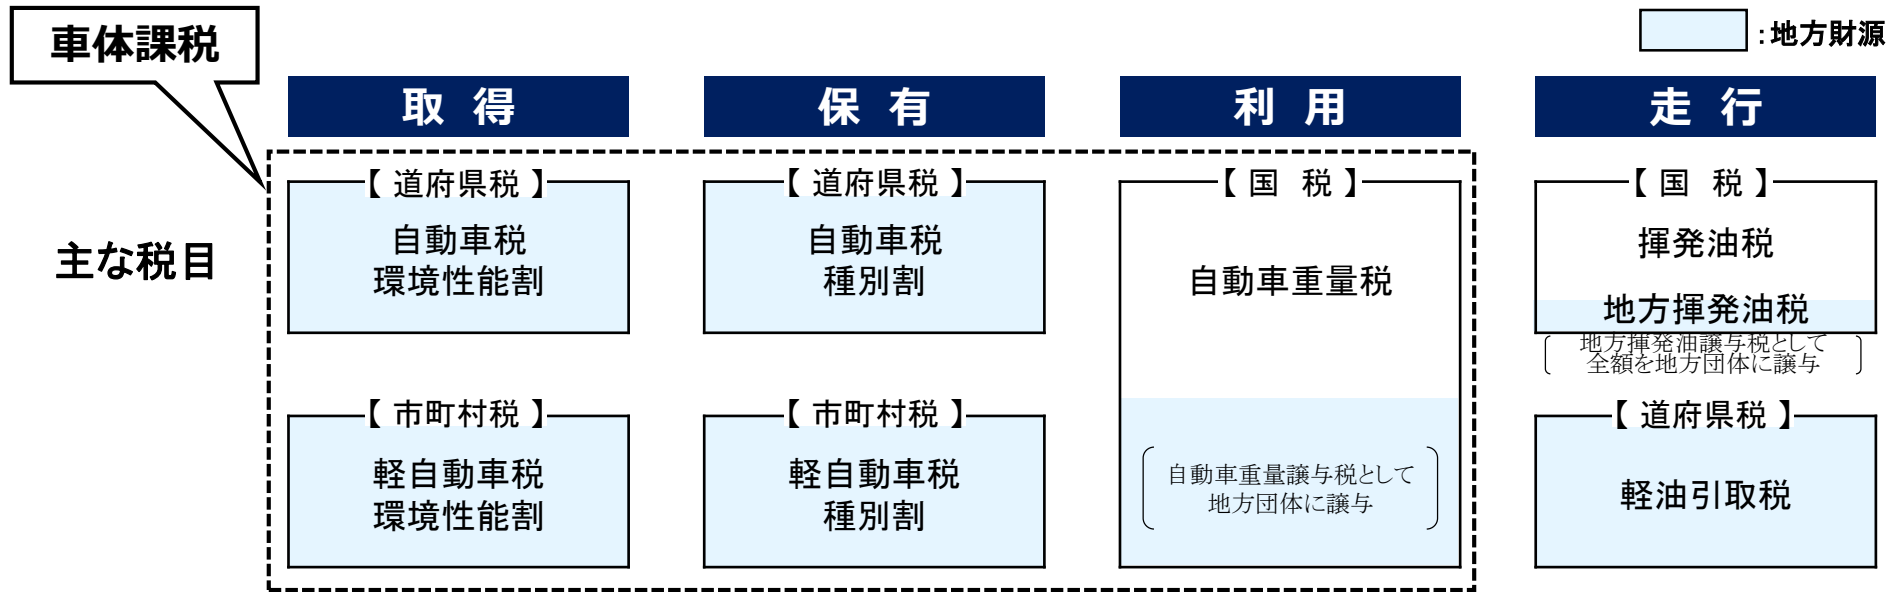 車体課税
：地方財源
取 得
保 有
利 用
走 行
主な税目
【 道府県税 】
自動車税
環境性能割
【 市町村税 】
軽自動車税
環境性能割
【 道府県税 】
自動車税
種別割
【 市町村税 】
軽自動車税
種別割
【 国 税 】
自動車重量税
自動車重量譲与税として
地方団体に譲与
【 国 税 】
揮発油税
地方揮発油税
地方揮発油譲与税として
全額を地方団体に譲与
【 道府県税 】
軽油引取税